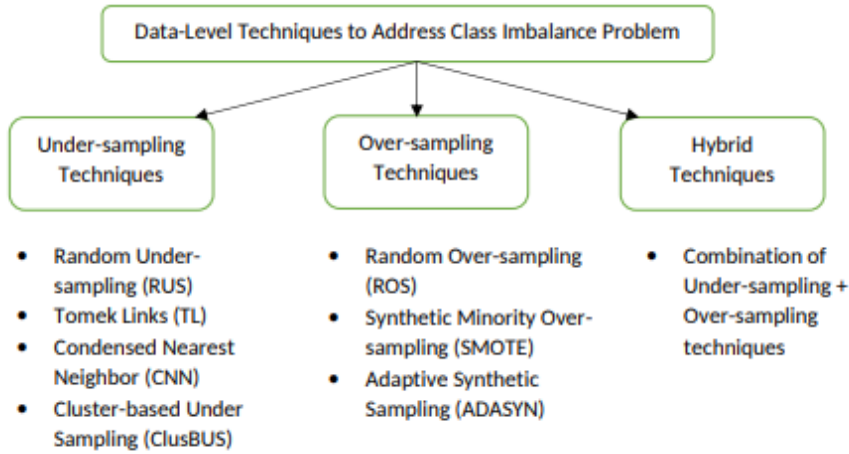 Data-Level Techniques to Address Class Imbalance Problem
Under-sampling
Techniques
Over-sampling
Techniques
Hybrid
Techniques
• Random Under-
sampling (RUS)
• Tomek Links (TL)
• Condensed Nearest
Neighbor (CNN)
• Cluster-based Under
Sampling (ClusBUS)
• Random Over-sampling
(ROS)
• Synthetic Minority Over-
sampling (SMOTE)
• Adaptive Synthetic
Sampling (ADASYN)
• Combination of
Under-sampling +
Over-sampling
techniques